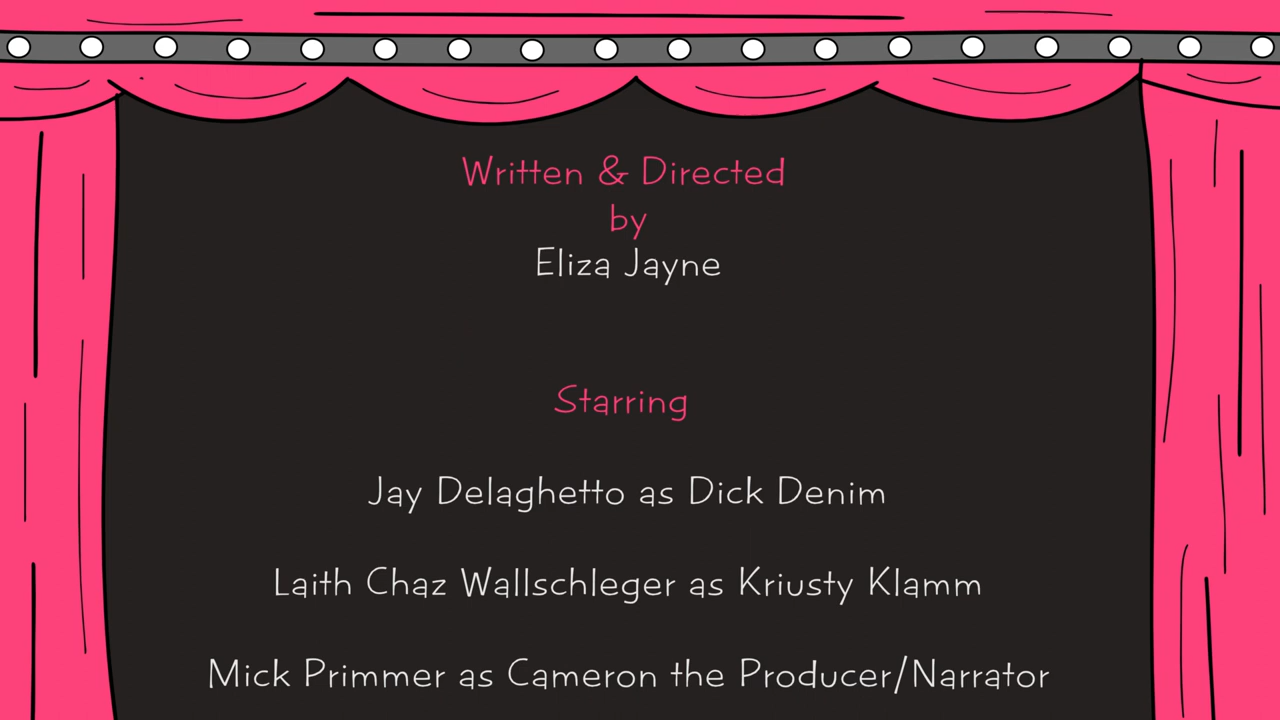 Written & Directed
by
Eliza Jayne
Starring
Jay Delaghetto as Dick Denim
Laith Chaz Wallschleger as Kriusty Klamm
Mick Primmer as Cameron the Producer/Narrator